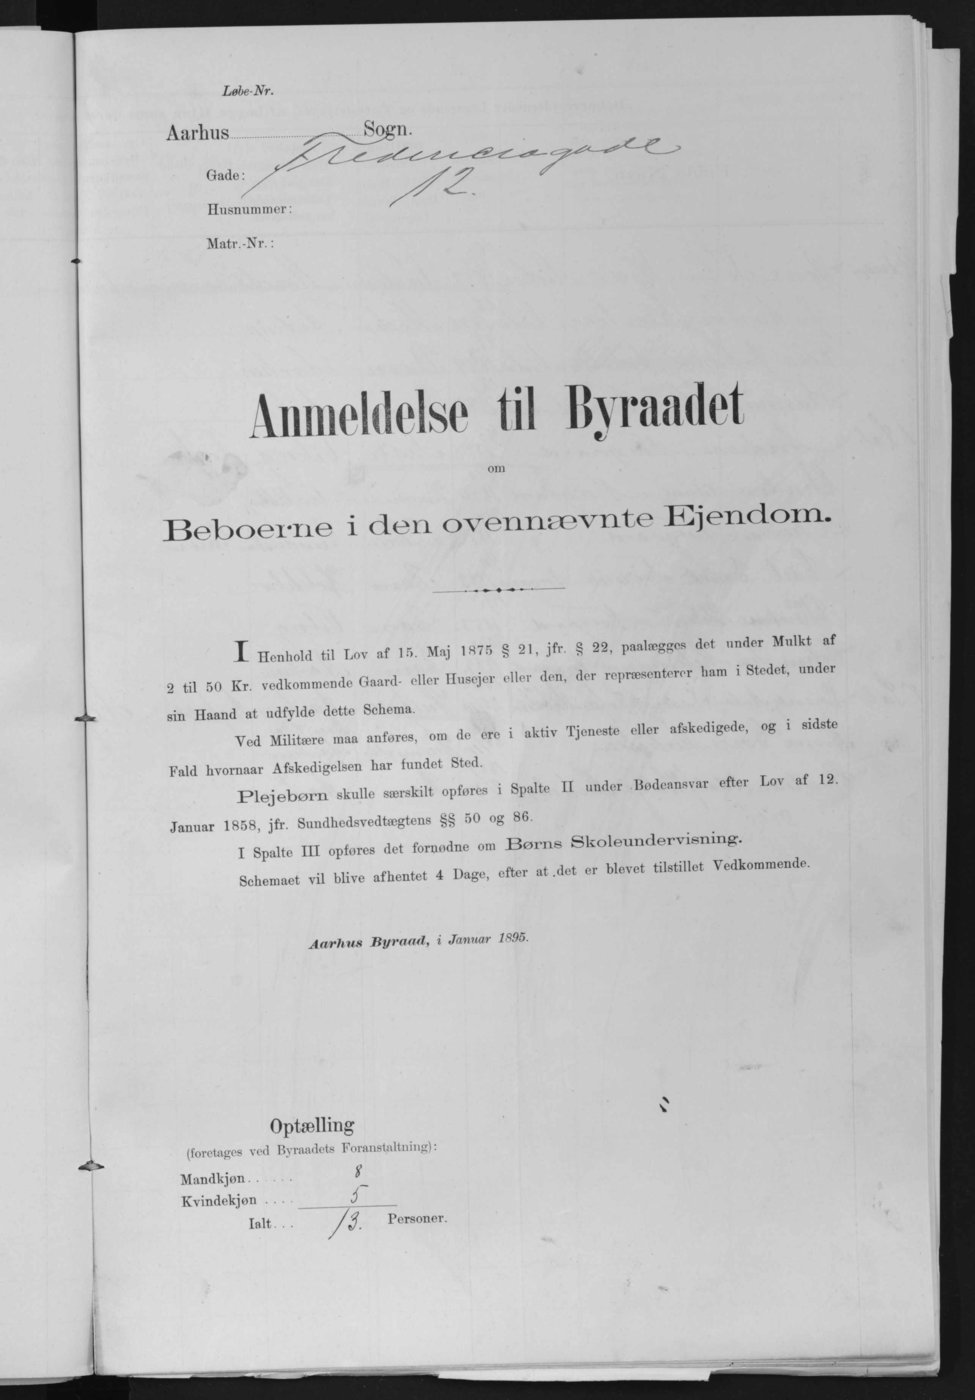 Løbe-Nr.
Aarhus Sogn.
Gade: Fredericiagade
Husnummer: 12.
Matr.-Nr.:
Anmeldelse til Byraadet
om
Beboerne i den ovennævnte Ejendom.
I Henhold til Lov af 15. Maj 1875 § 21, jfr. § 22, paalægges det under Mulkt af
2 til 50 Kr. vedkommende Gaard- eller Husejer eller den, der repræsenterer ham i Stedet, under
sin Haand at udfylde dette Schema.
Ved Militære maa anføres, om de ere i aktiv Tjeneste eller afskedigede, og i sidste
Fald hvornaar Afskedigelsen har fundet Sted.
Plejebørn skulle særskilt opføres i Spalte II under Bødeansvar efter Lov af 12.
Januar 1858, jfr. Sundhedsvedtægtens §§ 50 og 86.
I Spalte III opføres det fornødne om Børns Skoleundervisning.
Schemaet vil blive afhentet 4 Dage, efter at det er blevet tilstillet Vedkommende.
Aarhus Byraad, i Januar 1895.
Optælling
(foretages ved Byraadets Foranstaltning):
Mandkjøn...... 8
Kvindekjøn .... 5
Ialt... 13. Personer.